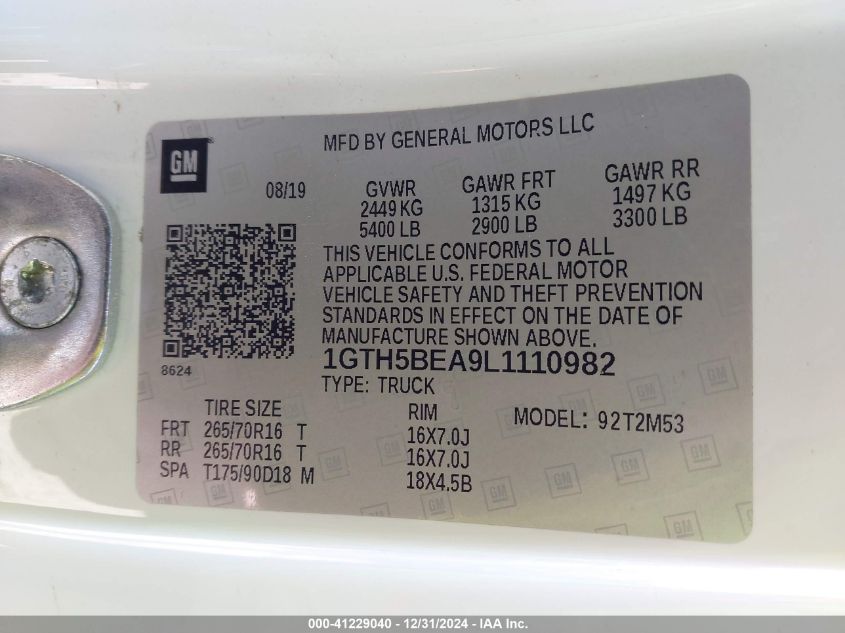 MFD BY GENERAL MOTORS LLC
GM
08/19
GVWR GAWR FRT GAWR RR
2449 KG 1315 KG 1497 KG
5400 LB 2900 LB 3300 LB
THIS VEHICLE CONFORMS TO ALL
APPLICABLE U.S. FEDERAL MOTOR
VEHICLE SAFETY AND THEFT PREVENTION
STANDARDS IN EFFECT ON THE DATE OF
MANUFACTURE SHOWN ABOVE.
8624
1GTH5BEA9L1110982
TYPE: TRUCK
TIRE SIZE RIM MODEL: 92T2M53
FRT 265/70R16 T 16X7.0J
RR 265/70R16 T 16X7.0J
SPA T175/90D18 M 18X4.5B
000-41229040 - 12/31/2024 - IAA Inc.